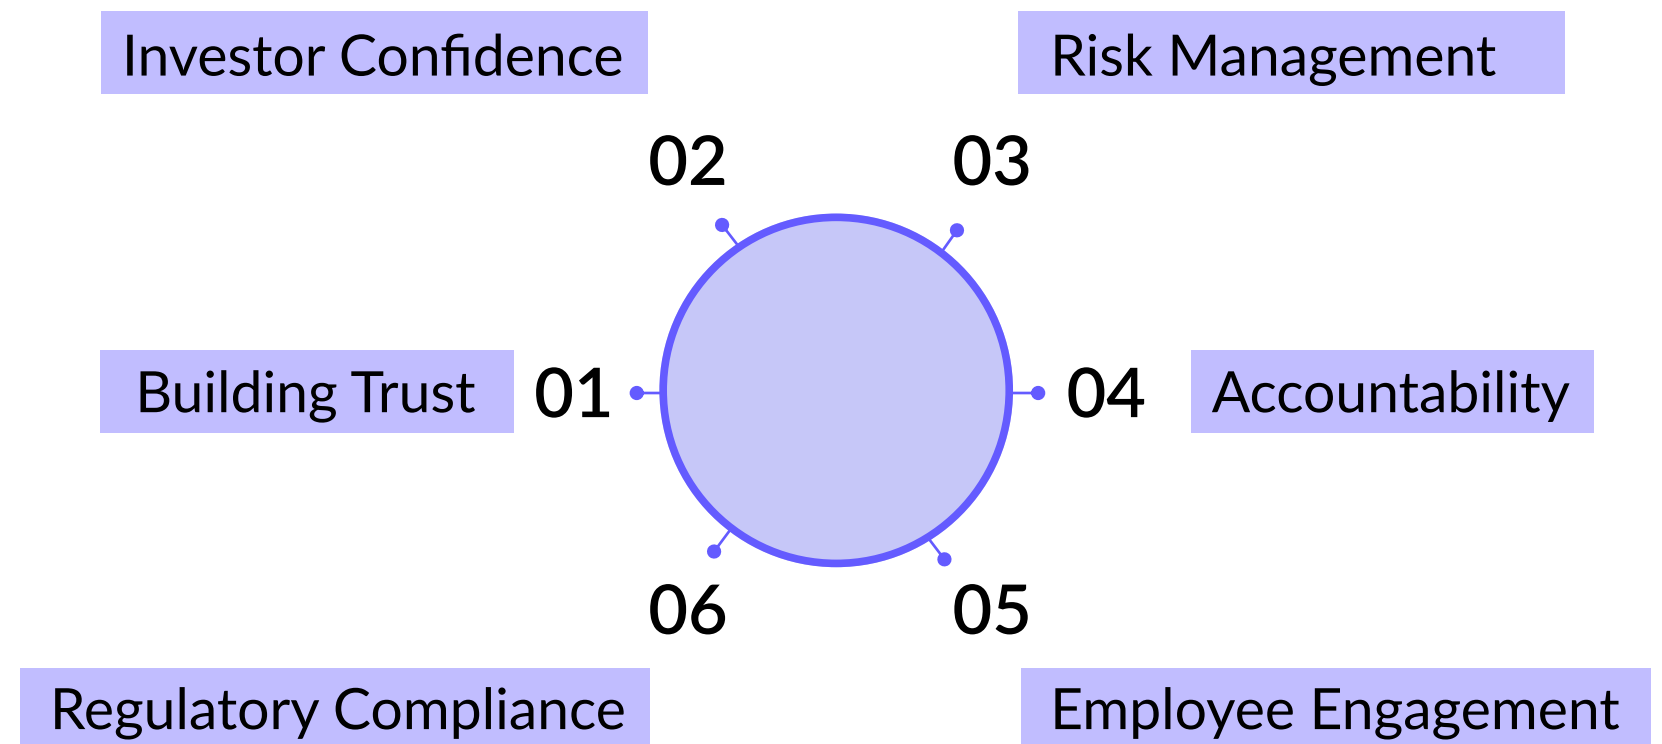 Investor Confidence
Risk Management
02
03
Building Trust
01
04
Accountability
06
05
Regulatory Compliance
Employee Engagement